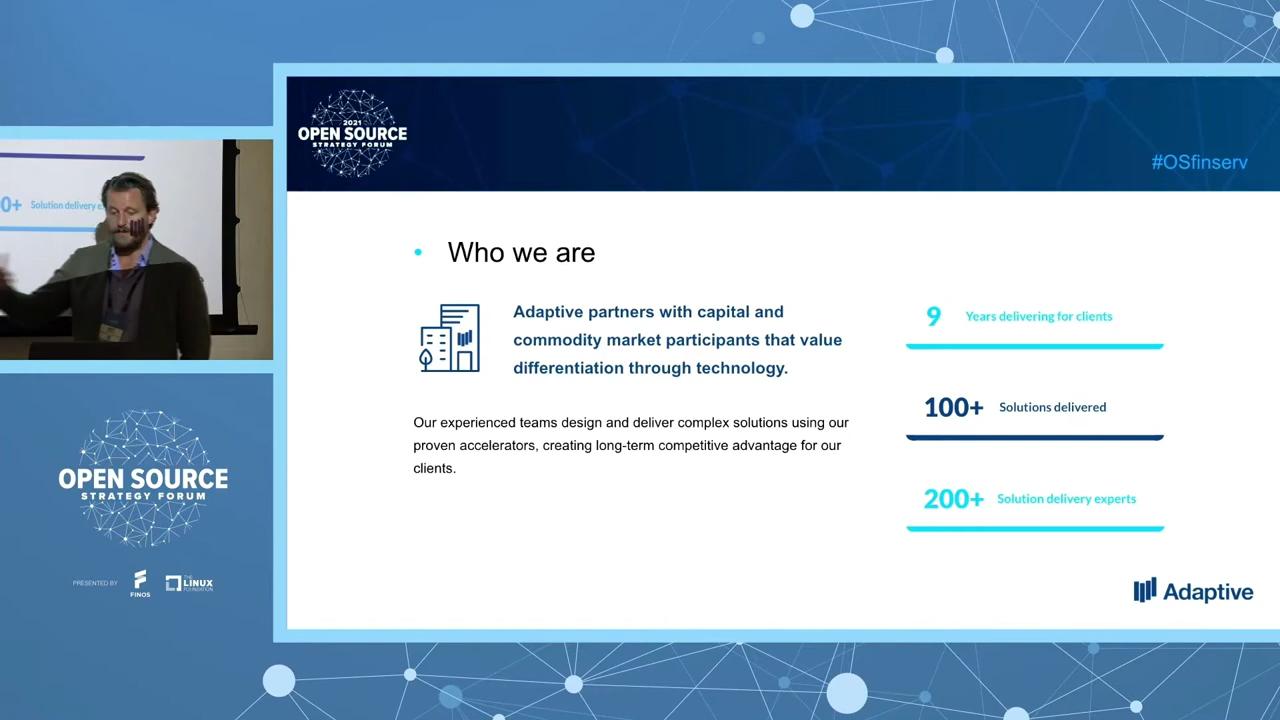 2021
OPEN SOURCE
STRATEGY FORUM
#OSfinserv
0+ Solution delivery e
• Who we are
Adaptive partners with capital and
commodity market participants that value
differentiation through technology.
Our experienced teams design and deliver complex solutions using our
proven accelerators, creating long-term competitive advantage for our
clients.
9 Years delivering for clients
100+ Solutions delivered
200+ Solution delivery experts
Adaptive
OPEN SOURCE
STRATEGY FORUM
PRESENTED BY
FINOS
THE
LINUX
FOUNDATION